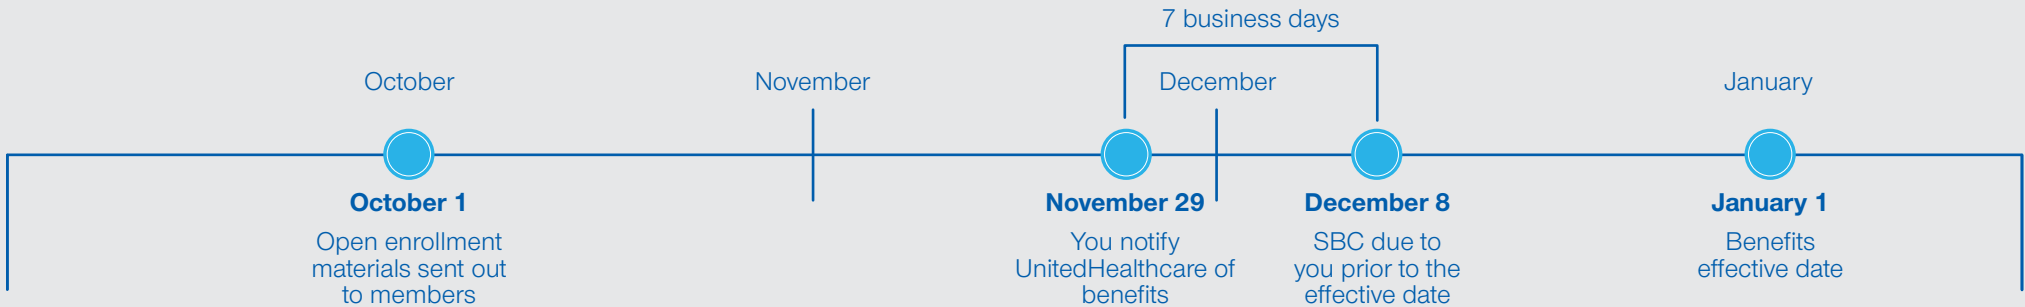 7 business days
October
November
December
January
October 1
Open enrollment
materials sent out
to members
November 29
You notify
UnitedHealthcare of
benefits
December 8
SBC due to
you prior to the
effective date
January 1
Benefits
effective date